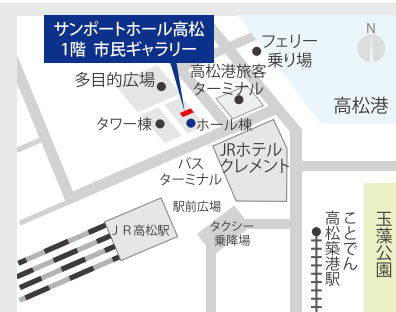 サンポートホール高松
1階 市民ギャラリー
フェリー
乗り場
N
多目的広場
高松港旅客
ターミナル
高松港
タワー棟
ホール棟
JRホテル
クレメント
バス
ターミナル
駅前広場
JR高松駅
タクシー
乗降場
ことでん
高松築港駅
玉藻公園